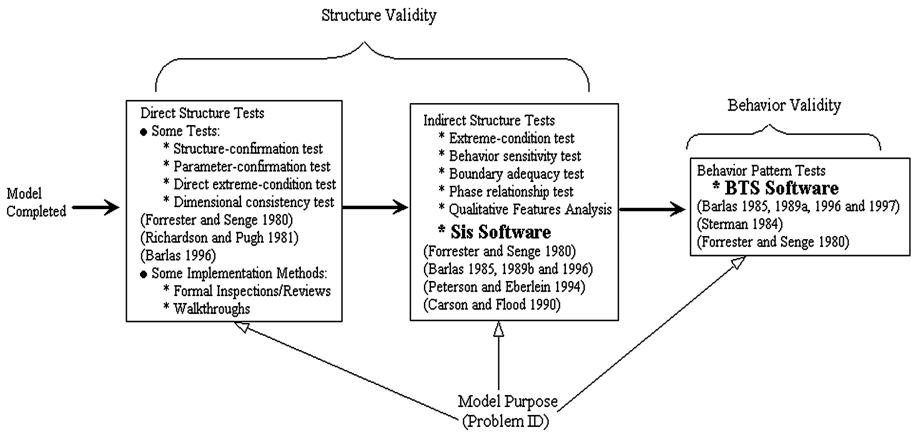 Structure Validity
Behavior Validity
Model
Completed
Direct Structure Tests
● Some Tests:
* Structure-confirmation test
* Parameter-confirmation test
* Direct extreme-condition test
* Dimensional consistency test
(Forrester and Senge 1980)
(Richardson and Pugh 1981)
(Barlas 1996)
● Some Implementation Methods:
* Formal Inspections/Reviews
* Walkthroughs
Indirect Structure Tests
* Extreme-condition test
* Behavior sensitivity test
* Boundary adequacy test
* Phase relationship test
* Qualitative Features Analysis
* Sis Software
(Forrester and Senge 1980)
(Barlas 1985, 1989b and 1996)
(Peterson and Eberlein 1994)
(Carson and Flood 1990)
Behavior Pattern Tests
* BTS Software
(Barlas 1985, 1989a, 1996 and 1997)
(Sterman 1984)
(Forrester and Senge 1980)
Model Purpose
(Problem ID)